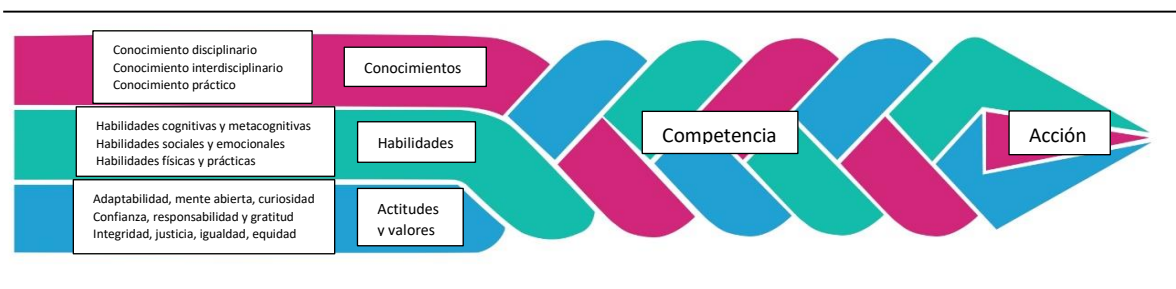 Conocimiento disciplinario
Conocimiento interdisciplinario
Conocimiento práctico
Conocimientos
Habilidades cognitivas y metacognitivas
Habilidades sociales y emocionales
Habilidades físicas y prácticas
Habilidades
Adaptabilidad, mente abierta, curiosidad
Confianza, responsabilidad y gratitud
Integridad, justicia, igualdad, equidad
Actitudes
y valores
Competencia
Acción